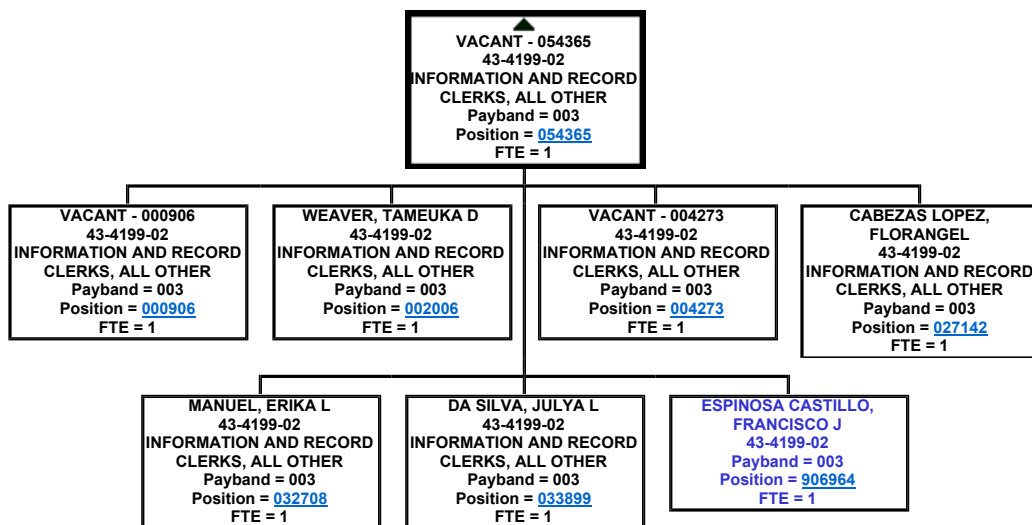 VACANT - 054365
43-4199-02
INFORMATION AND RECORD
CLERKS, ALL OTHER
Payband = 003
Position = 054365
FTE = 1
VACANT - 000906
43-4199-02
INFORMATION AND RECORD
CLERKS, ALL OTHER
Payband = 003
Position = 000906
FTE = 1
WEAVER, TAMEUKA D
43-4199-02
INFORMATION AND RECORD
CLERKS, ALL OTHER
Payband = 003
Position = 002006
FTE = 1
VACANT - 004273
43-4199-02
INFORMATION AND RECORD
CLERKS, ALL OTHER
Payband = 003
Position = 004273
FTE = 1
CABEZAS LOPEZ,
FLORANGEL
43-4199-02
INFORMATION AND RECORD
CLERKS, ALL OTHER
Payband = 003
Position = 027142
FTE = 1
MANUEL, ERIKA L
43-4199-02
INFORMATION AND RECORD
CLERKS, ALL OTHER
Payband = 003
Position = 032708
FTE = 1
DA SILVA, JULYA L
43-4199-02
INFORMATION AND RECORD
CLERKS, ALL OTHER
Payband = 003
Position = 033899
FTE = 1
ESPINOSA CASTILLO,
FRANCISCO J
43-4199-02
Payband = 003
Position = 906964
FTE = 1